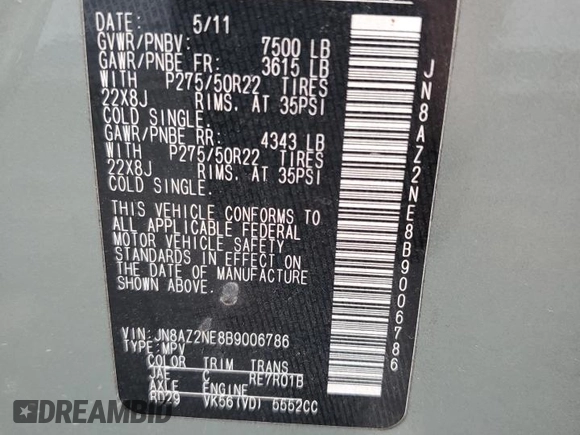 DATE: 5/11
GVWR/PNBV: 7500 LB
GAWR/PNBE FR: 3615 LB
WITH P275/50R22 TIRES
22X8J RIMS. AT 35PSI
COLD SINGLE.
GAWR/PNBE RR: 4343 LB
WITH P275/50R22 TIRES
22X8J RIMS. AT 35PSI
COLD SINGLE.
THIS VEHICLE CONFORMS TO
ALL APPLICABLE FEDERAL
MOTOR VEHICLE SAFETY
STANDARDS IN EFFECT ON
THE DATE OF MANUFACTURE
SHOWN ABOVE.
VIN: JN8AZ2NE8B9006786
TYPE: MPV
COLOR TRIM TRANS
JAE C RE7R01B
AXLE ENGINE
RD29 VK56(VD) 5552CC
JN8AZ2NE8B9006786
DREAMBID